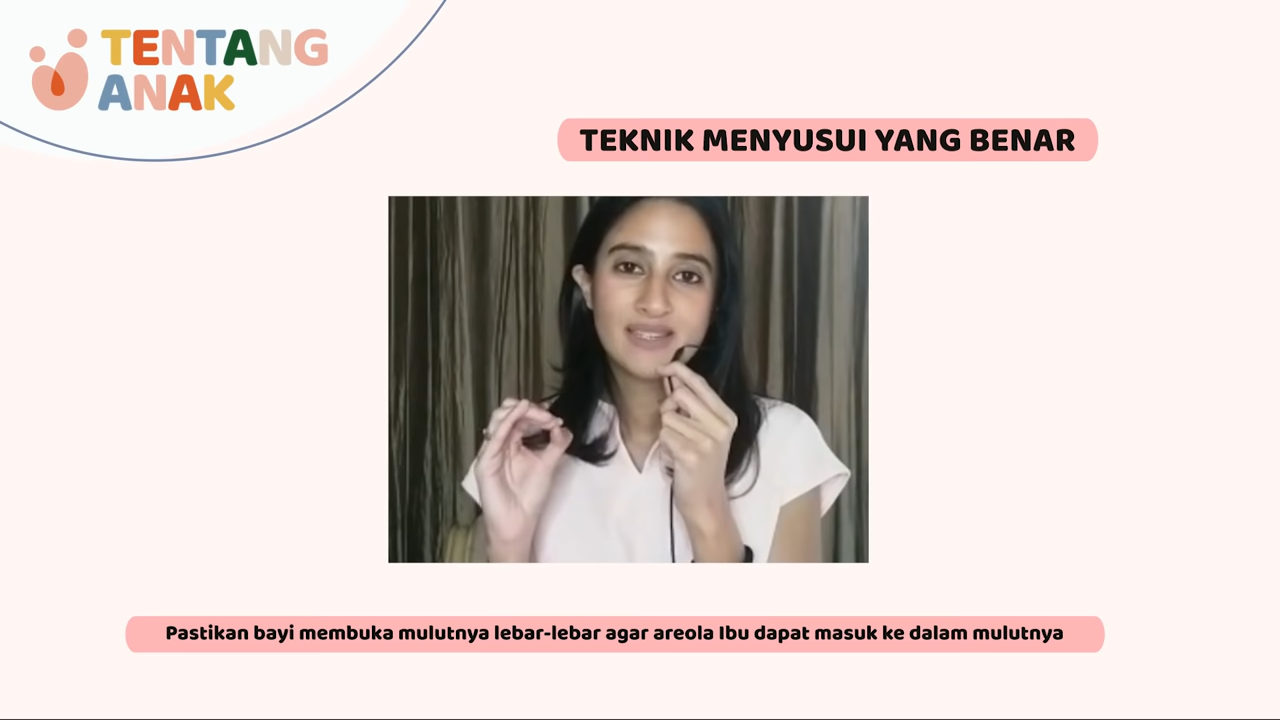 TENTANG
ANAK
TEKNIK MENYUSUI YANG BENAR
Pastikan bayi membuka mulutnya lebar-lebar agar areola Ibu dapat masuk ke dalam mulutnya